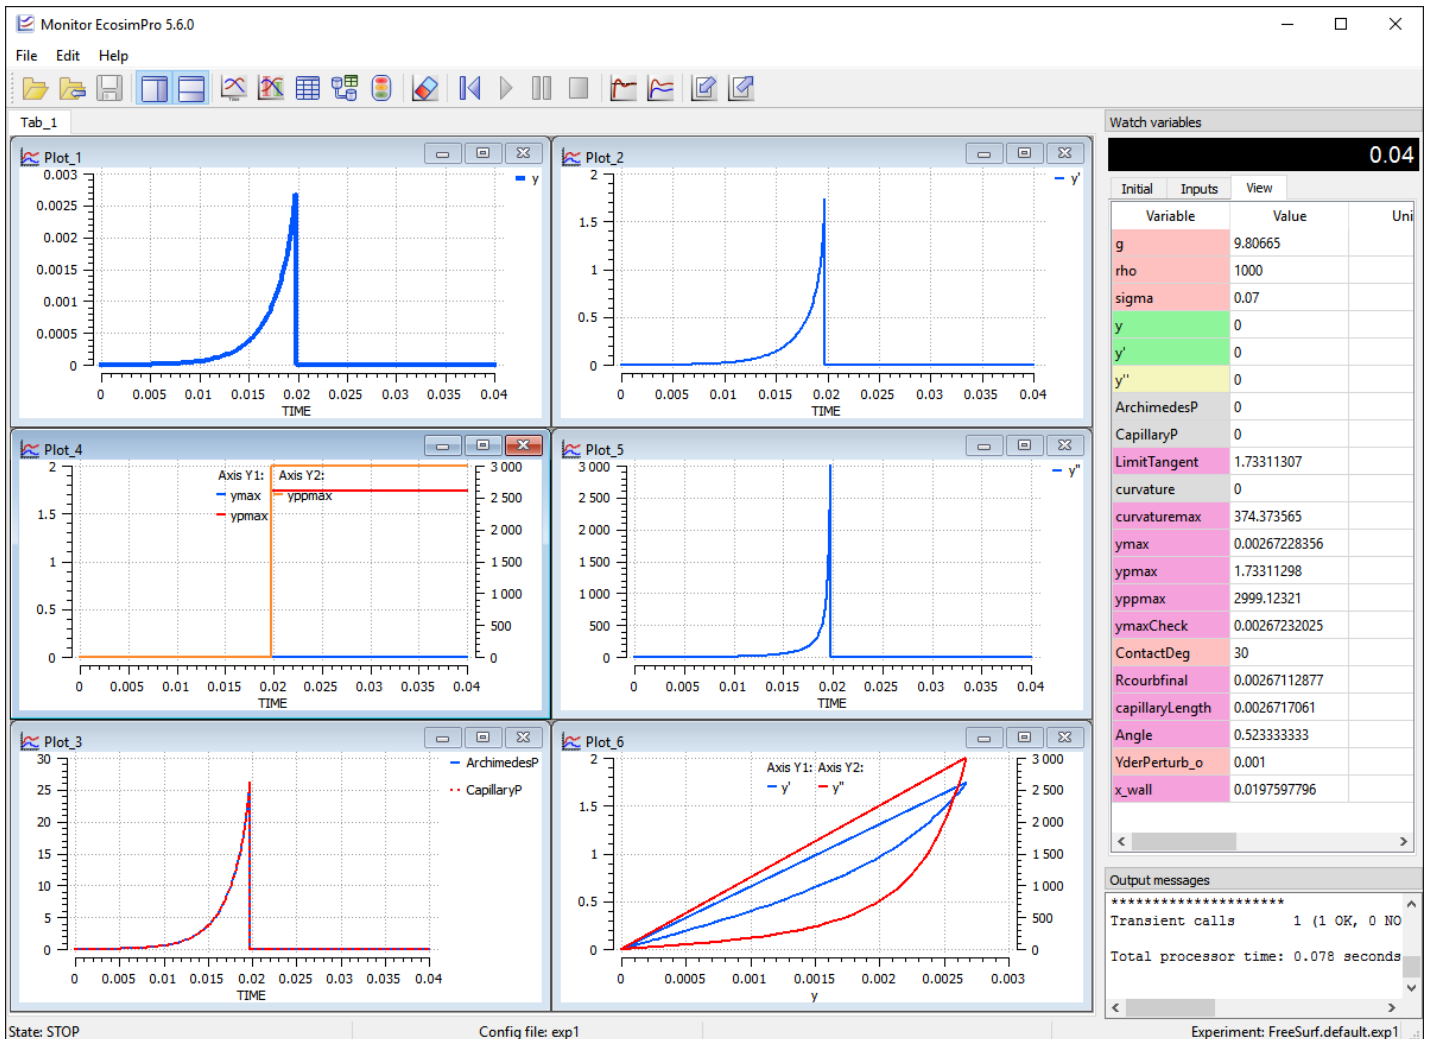 Monitor EcosimPro 5.6.0
File Edit Help
Tab_1
Plot_1
y
0.003
0.0025
0.002
0.0015
0.001
0.0005
0
0 0.005 0.01 0.015 0.02 0.025 0.03 0.035 0.04
TIME
Plot_2
y'
2
1.5
1
0.5
0
0 0.005 0.01 0.015 0.02 0.025 0.03 0.035 0.04
TIME
Plot_4
Axis Y1: Axis Y2:
ymax yppmax
ypmax
2 3 000
2 500
1.5 2 000
1 1 500
1 000
0.5 500
0 0
0 0.005 0.01 0.015 0.02 0.025 0.03 0.035 0.04
TIME
Plot_5
y"
3 000
2 500
2 000
1 500
1 000
500
0
0 0.005 0.01 0.015 0.02 0.025 0.03 0.035 0.04
TIME
Plot_3
ArchimedesP
CapillaryP
30
25
20
15
10
5
0
0 0.005 0.01 0.015 0.02 0.025 0.03 0.035 0.04
TIME
Plot_6
Axis Y1: Axis Y2:
y' y"
2 3 000
2 500
1.5 2 000
1 1 500
1 000
0.5 500
0 0
0 0.0005 0.001 0.0015 0.002 0.0025 0.003
y
Watch variables
0.04
Initial Inputs View
Variable Value Uni
g 9.80665
rho 1000
sigma 0.07
y 0
y' 0
y'' 0
ArchimedesP 0
CapillaryP 0
LimitTangent 1.73311307
curvature 0
curvaturemax 374.373565
ymax 0.00267228356
ypmax 1.73311298
yppmax 2999.12321
ymaxCheck 0.00267232025
ContactDeg 30
Rcourbfinal 0.00267112877
capillaryLength 0.0026717061
Angle 0.523333333
YderPerturb_o 0.001
x_wall 0.0197597796
Output messages
*********************
Transient calls 1 (1 OK, 0 NO
Total processor time: 0.078 seconds
State: STOP Config file: exp1 Experiment: FreeSurf.default.exp1